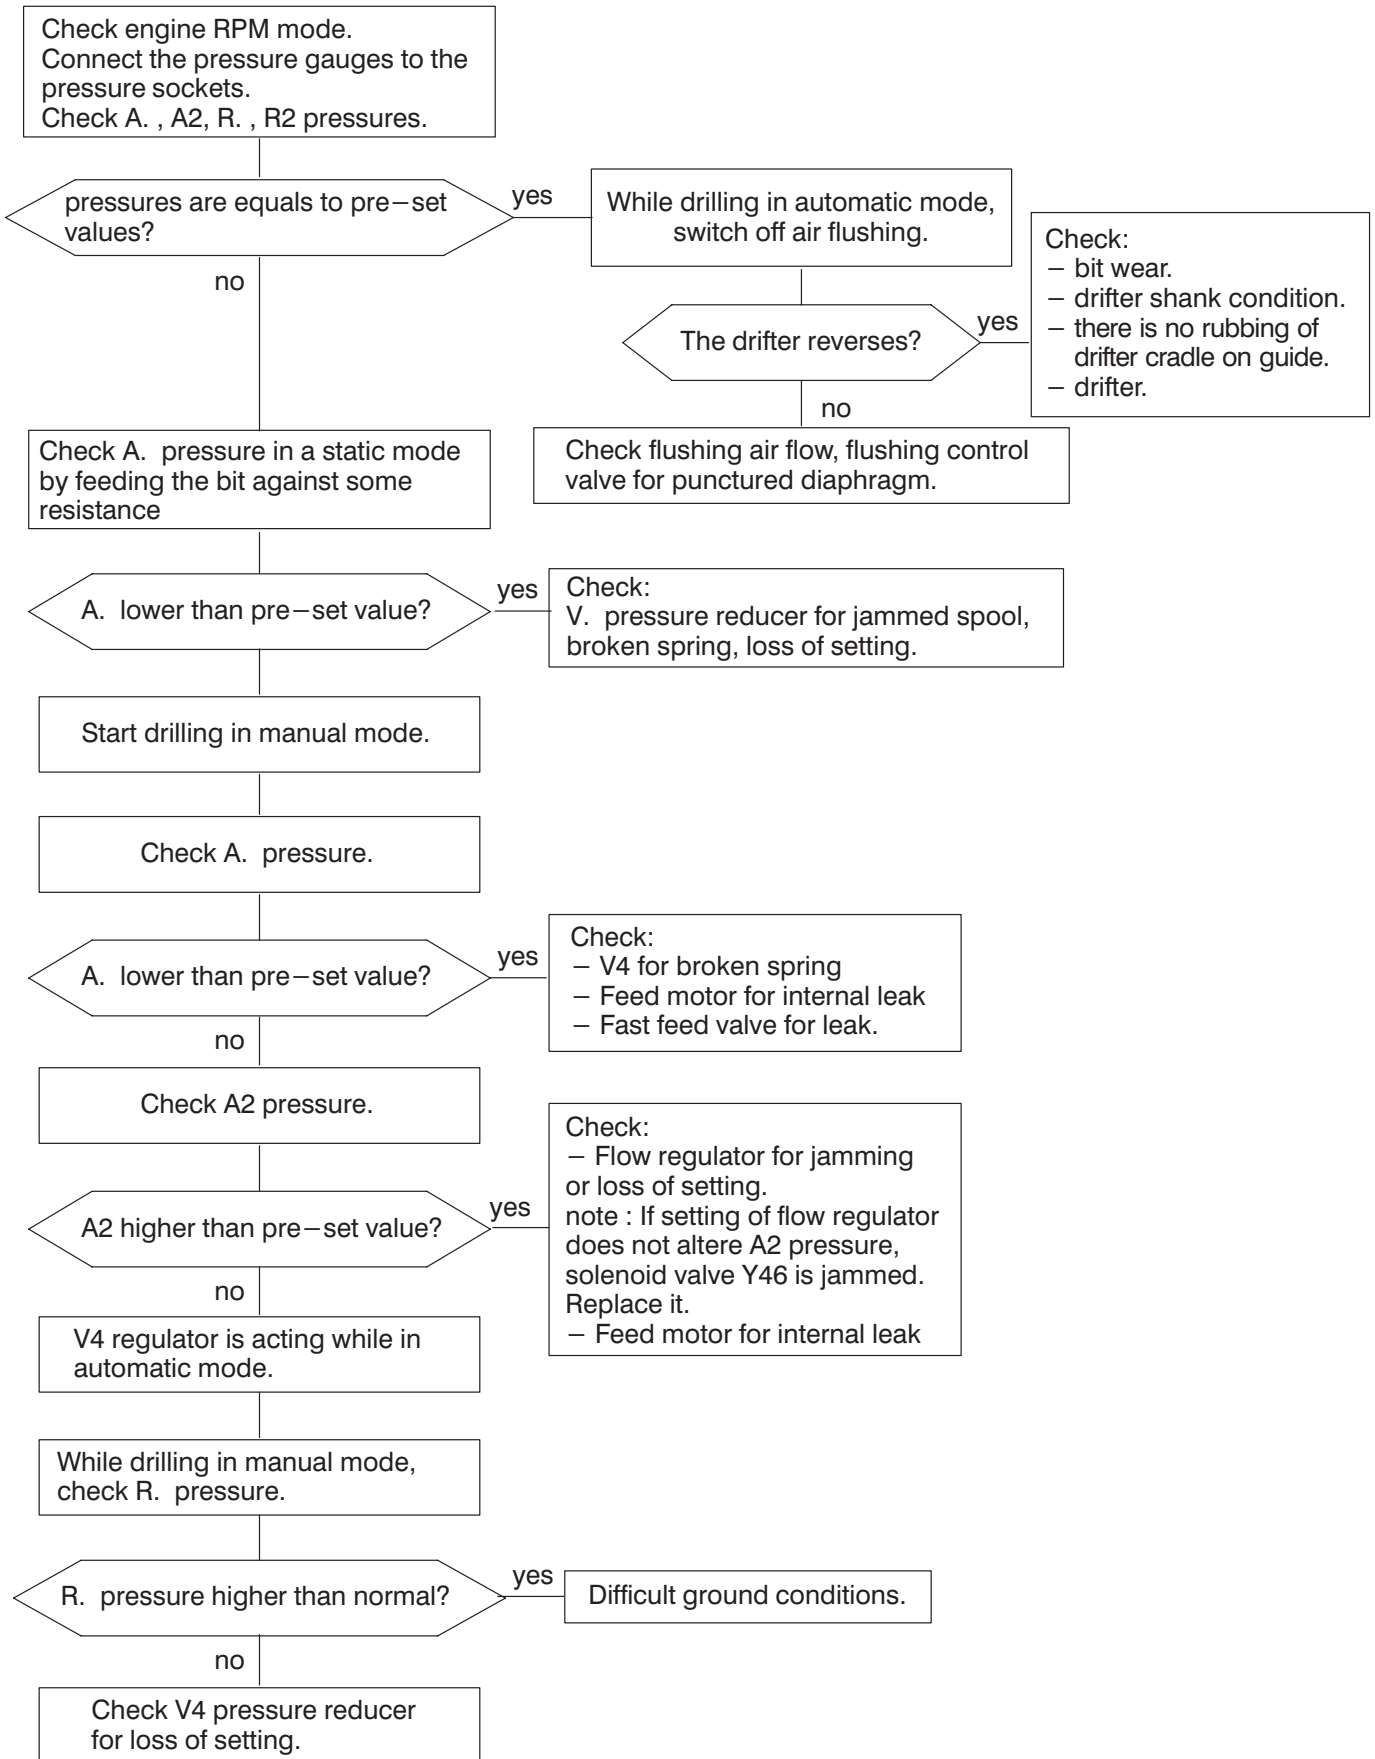 Check engine RPM mode.
Connect the pressure gauges to the
pressure sockets.
Check A. , A2, R. , R2 pressures.
pressures are equals to pre−set
values?
yes
While drilling in automatic mode,
switch off air flushing.
no
The drifter reverses?
yes
Check:
− bit wear.
− drifter shank condition.
− there is no rubbing of
drifter cradle on guide.
− drifter.
no
Check flushing air flow, flushing control
valve for punctured diaphragm.
Check A. pressure in a static mode
by feeding the bit against some
resistance
A. lower than pre−set value?
yes
Check:
V. pressure reducer for jammed spool,
broken spring, loss of setting.
Start drilling in manual mode.
Check A. pressure.
A. lower than pre−set value?
yes
Check:
− V4 for broken spring
− Feed motor for internal leak
− Fast feed valve for leak.
no
Check A2 pressure.
A2 higher than pre−set value?
yes
Check:
− Flow regulator for jamming
or loss of setting.
note : If setting of flow regulator
does not altere A2 pressure,
solenoid valve Y46 is jammed.
Replace it.
− Feed motor for internal leak
no
V4 regulator is acting while in
automatic mode.
While drilling in manual mode,
check R. pressure.
R. pressure higher than normal?
yes
Difficult ground conditions.
no
Check V4 pressure reducer
for loss of setting.